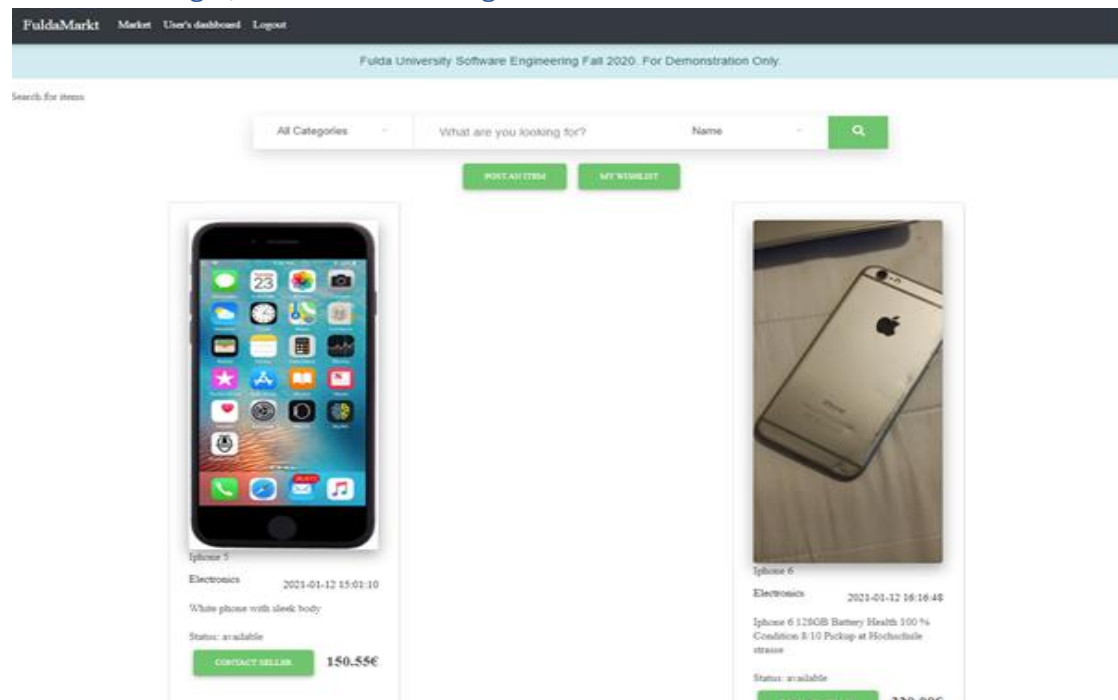 FuldaMarkt Market User's dashboard Logout
Fulda University Software Engineering Fall 2020. For Demonstration Only.
Search for items
All Categories What are you looking for? Name
POST AN ITEM MY WISHLIST
23
Iphone 5
Electronics 2021-01-12 15:01:10
White phone with sleek body
Status: available
CONTACT SELLER 150.55€
iPhone
Iphone 6
Electronics 2021-01-12 16:16:48
Iphone 6 128GB Battery Health 100 %
Condition 8/10 Pickup at Hochschule
strasse
Status: available